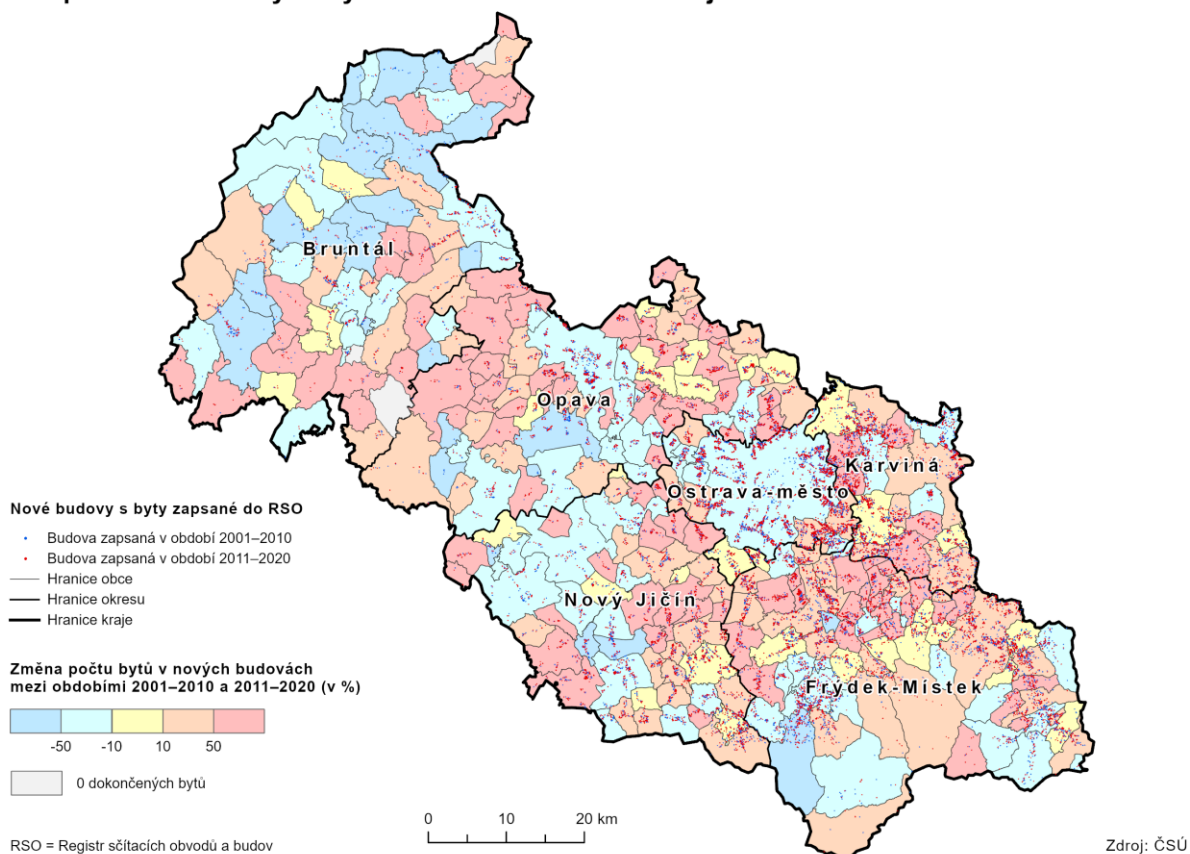 Bruntál
Opava
Karviná
Ostrava-město
Nový Jičín
Frýdek-Místek
Nové budovy s byty zapsané do RSO
Budova zapsaná v období 2001–2010
Budova zapsaná v období 2011–2020
Hranice obce
Hranice okresu
Hranice kraje
Změna počtu bytů v nových budovách
mezi obdobími 2001–2010 a 2011–2020 (v %)
-50 -10 10 50
0 dokončených bytů
0 10 20 km
RSO = Registr sčítacích obvodů a budov
Zdroj: ČSÚ